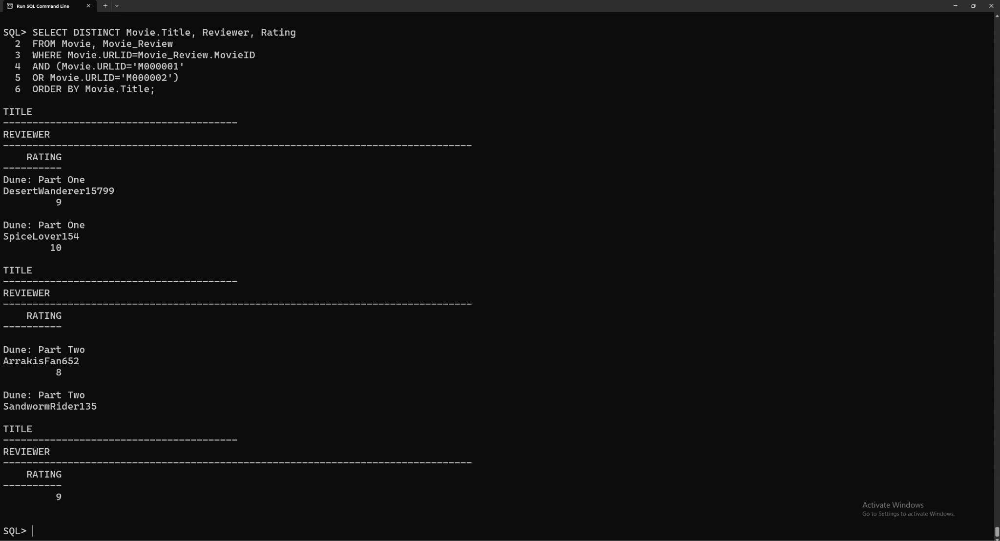 Run SQL Command Line
SQL> SELECT DISTINCT Movie.Title, Reviewer, Rating
2 FROM Movie, Movie_Review
3 WHERE Movie.URLID=Movie_Review.MovieID
4 AND (Movie.URLID='M000001'
5 OR Movie.URLID='M000002')
6 ORDER BY Movie.Title;
TITLE
----------------------------------------
REVIEWER
--------------------------------------------------------------------------------
RATING
----------
Dune: Part One
DesertWanderer15799
9
Dune: Part One
SpiceLover154
10
TITLE
----------------------------------------
REVIEWER
--------------------------------------------------------------------------------
RATING
----------
Dune: Part Two
ArrakisFan652
8
Dune: Part Two
SandwormRider135
TITLE
----------------------------------------
REVIEWER
--------------------------------------------------------------------------------
RATING
----------
9
Activate Windows
Go to Settings to activate Windows.
SQL>